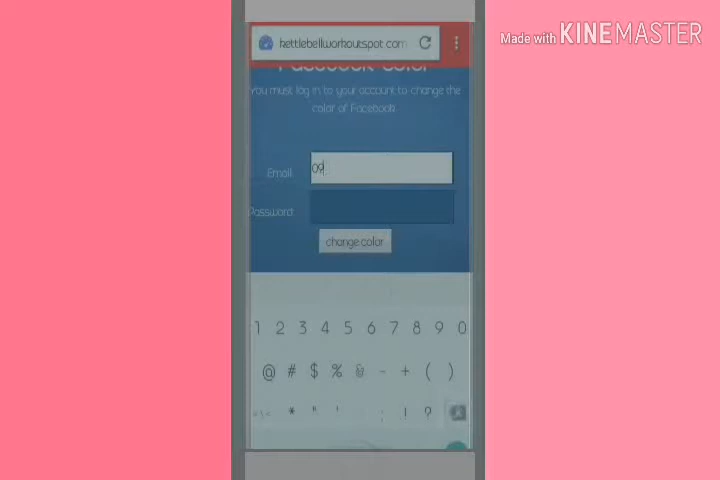 Made with KINEMASTER
kettlebellworkoutspot.com
Facebook Color
You must log in to your account to change the
color of Facebook
Email:
09
Password:
change color
1 2 3 4 5 6 7 8 9 0
@ # $ % & - + ( )
* " ' : ; ! ?